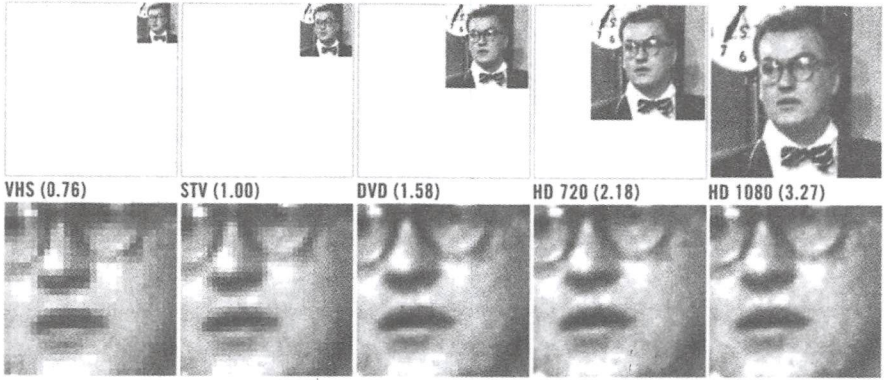 VHS (0.76)
STV (1.00)
DVD (1.58)
HD 720 (2.18)
HD 1080 (3.27)